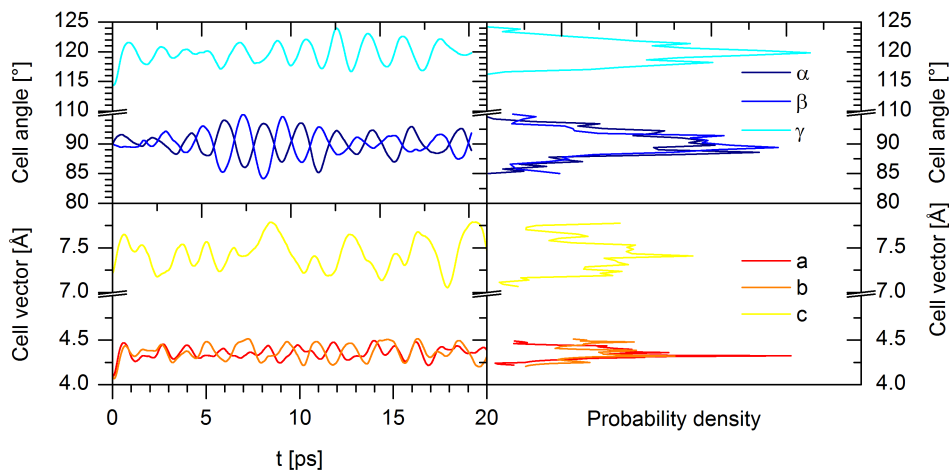 125
120
115
110
90
85
80
7.5
7.0
4.5
4.0
Cell angle [°]
Cell vector [Å]
0
5
10
15
20
t [ps]
Probability density
α
β
γ
a
b
c
125
120
115
110
90
85
80
7.5
7.0
4.5
4.0
Cell angle [°]
Cell vector [Å]